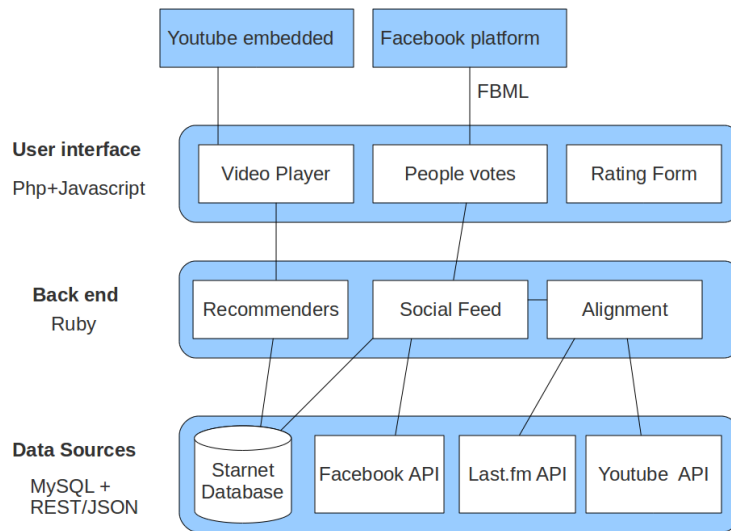 Youtube embedded
Facebook platform
FBML
User interface
Php+Javascript
Video Player
People votes
Rating Form
Back end
Ruby
Recommenders
Social Feed
Alignment
Data Sources
MySQL +
REST/JSON
Starnet
Database
Facebook API
Last.fm API
Youtube API